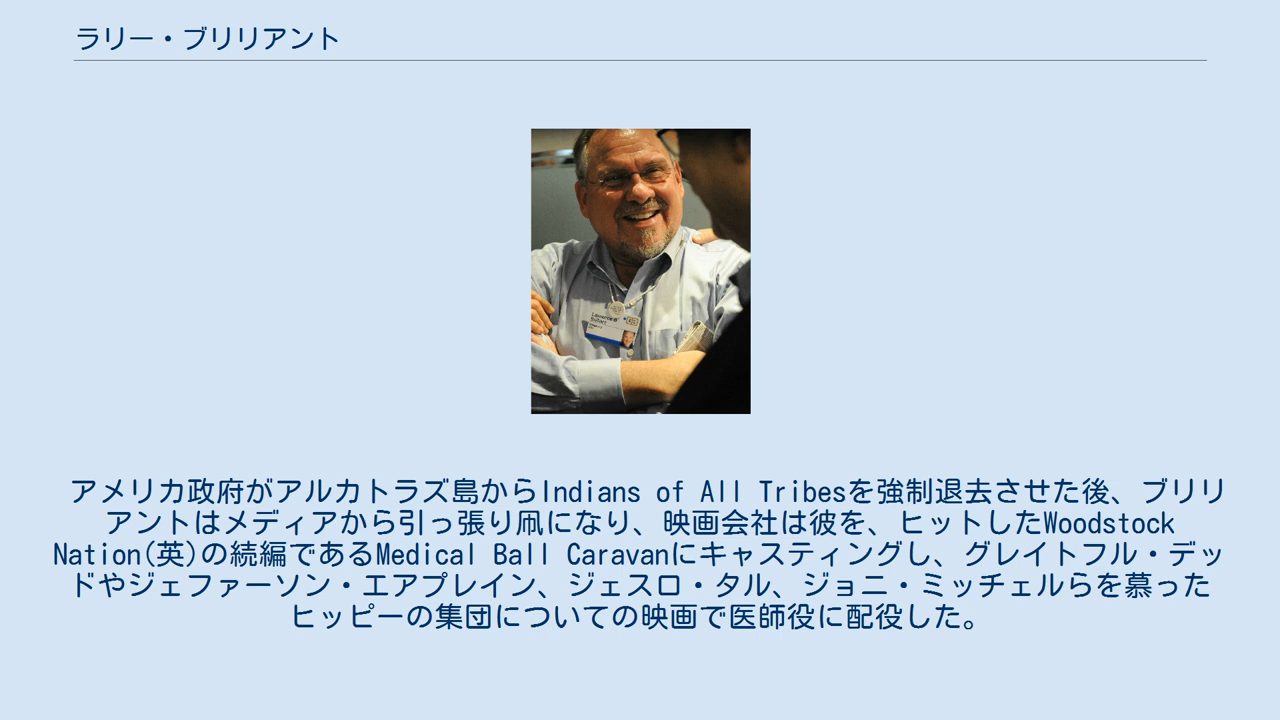 ラリー・ブリリアント
アメリカ政府がアルカトラズ島からIndians of All Tribesを強制退去させた後、ブリリ
アントはメディアから引っ張り凧になり、映画会社は彼を、ヒットしたWoodstock
Nation(英)の続編であるMedical Ball Caravanにキャスティングし、グレイトフル・デッ
ドやジェファーソン・エアプレイン、ジェスロ・タル、ジョニ・ミッチェルらを慕った
ヒッピーの集団についての映画で医師役に配役した。